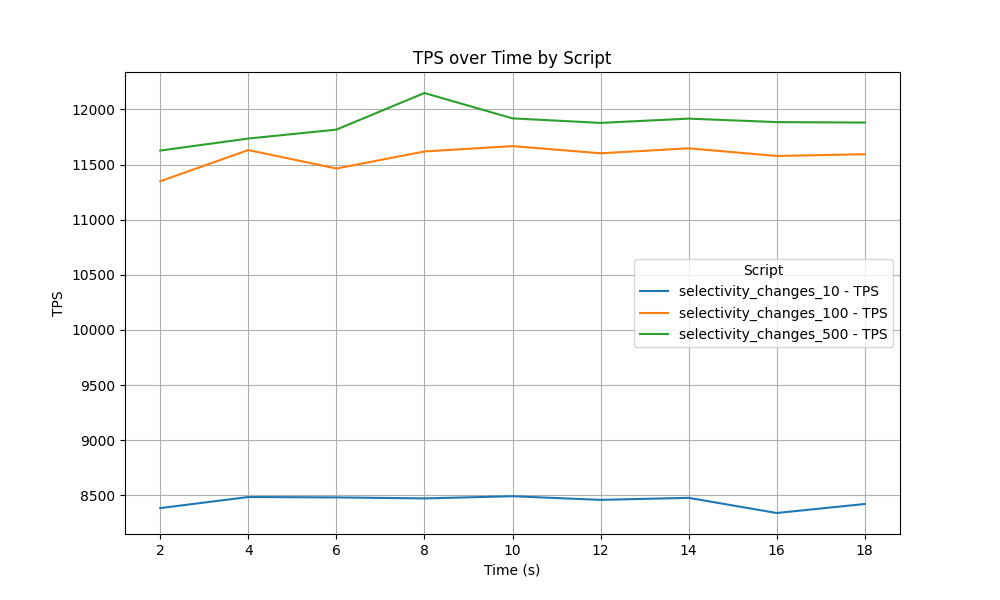 TPS over Time by Script
TPS
12000
11500
11000
10500
10000
9500
9000
8500
Script
selectivity_changes_10 - TPS
selectivity_changes_100 - TPS
selectivity_changes_500 - TPS
2 4 6 8 10 12 14 16 18
Time (s)